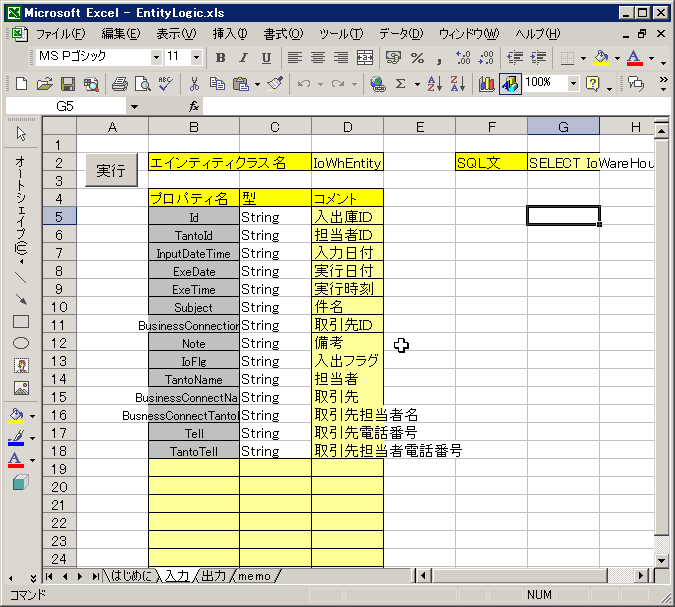 Microsoft Excel - EntityLogic.xls
ファイル(F) 編集(E) 表示(V) 挿入(I) 書式(O) ツール(T) データ(D) ウィンドウ(W) ヘルプ(H)
MS Pゴシック 11 B I U
100%
G5 fx
オートシェイプ(U)
A B C D E F G H
1
2 エインティティクラス名 IoWhEntity SQL文 SELECT IoWareHou
実行
3
4 プロパティ名 型 コメント
5 Id String 入出庫ID
6 TantoId String 担当者ID
7 InputDateTime String 入力日付
8 ExeDate String 実行日付
9 ExeTime String 実行時刻
10 Subject String 件名
11 BusinessConnection String 取引先ID
12 Note String 備考
13 IoFlg String 入出フラグ
14 TantoName String 担当者
15 BusinessConnectNa String 取引先
16 BusnessConnectTantoI String 取引先担当者名
17 Tell String 取引先電話番号
18 TantoTell String 取引先担当者電話番号
19
20
21
22
23
24
はじめに 入力 出力 memo
コマンド NUM